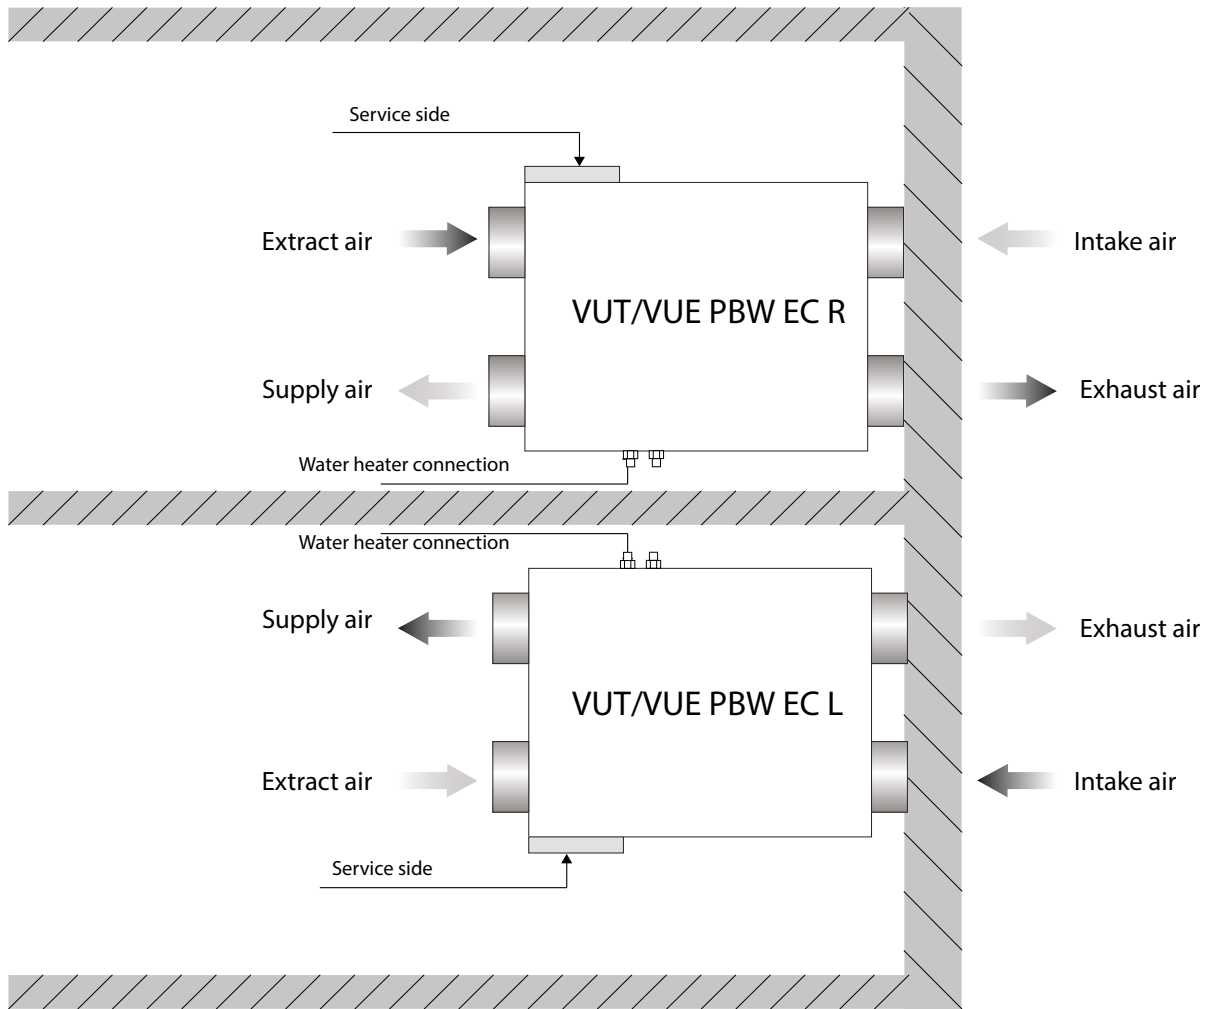 Service side
Extract air
Intake air
VUT/VUE PBW EC R
Supply air
Exhaust air
Water heater connection
Water heater connection
Supply air
Exhaust air
VUT/VUE PBW EC L
Extract air
Intake air
Service side